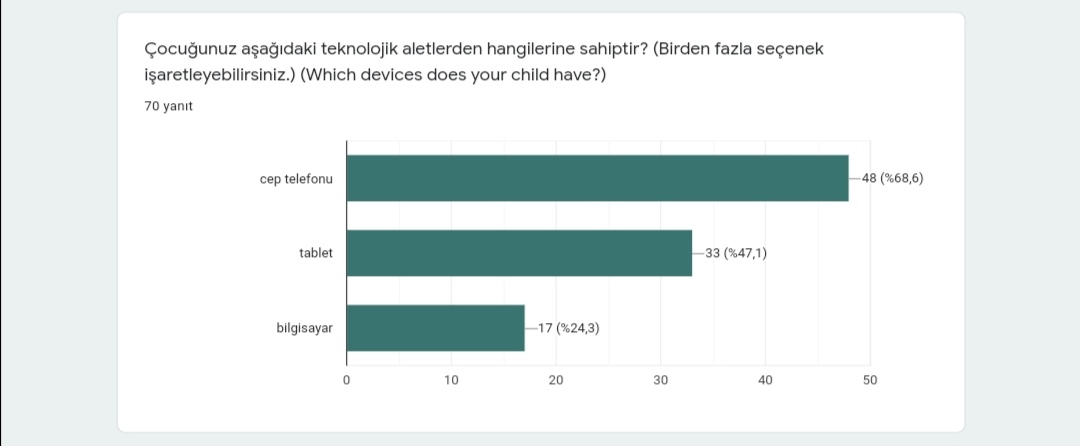 Çocuğunuz aşağıdaki teknolojik aletlerden hangilerine sahiptir? (Birden fazla seçenek
işaretleyebilirsiniz.) (Which devices does your child have?)
70 yanıt
cep telefonu
48 (%68,6)
tablet
33 (%47,1)
bilgisayar
17 (%24,3)
0 10 20 30 40 50